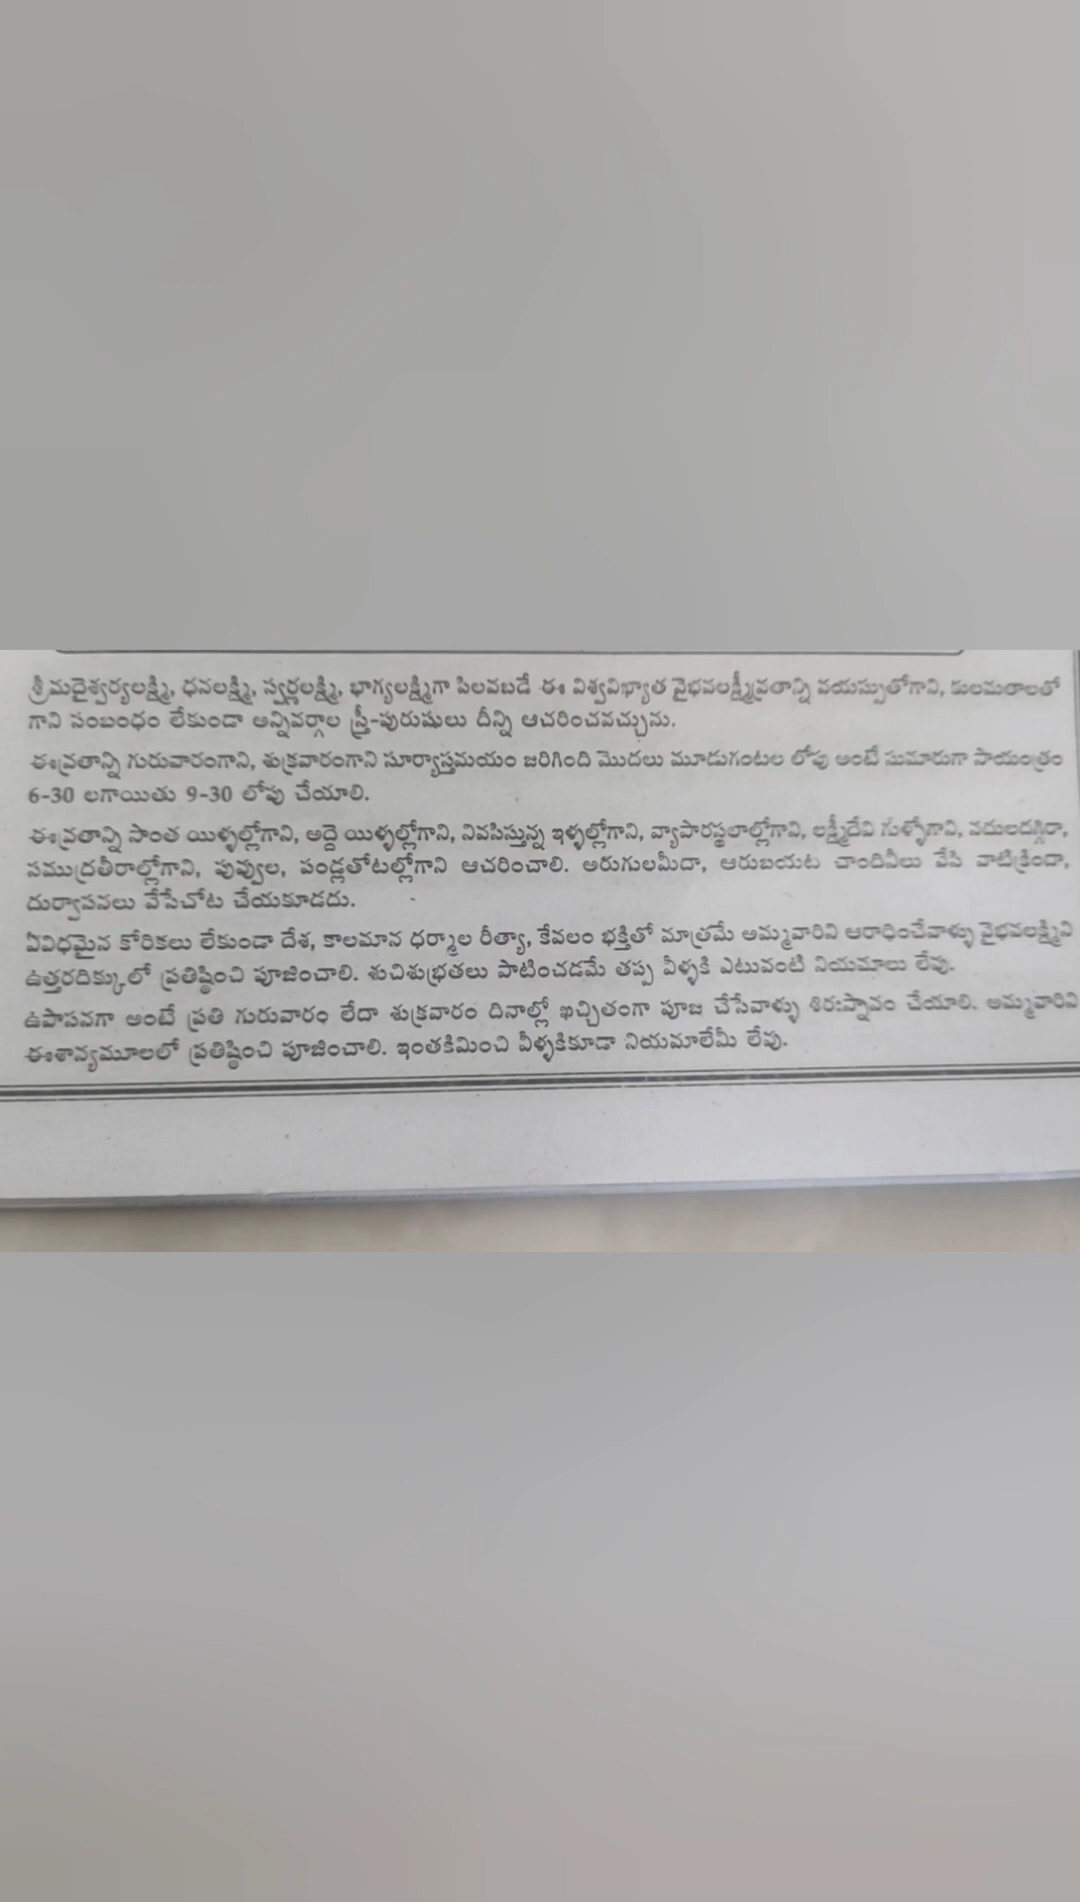 శ్రీమదైశ్వర్యలక్ష్మి, ధనలక్ష్మి, స్వర్ణలక్ష్మి, భాగ్యలక్ష్మిగా పిలవబడే ఈ విశ్వవిఖ్యాత వైభవలక్ష్మీవ్రతాన్ని వయస్సుతోగాని, కులమతాలతో
గాని సంబంధం లేకుండా అన్నివర్గాల స్త్రీ-పురుషులు దీన్ని ఆచరించవచ్చును.
ఈవ్రతాన్ని గురువారంగాని, శుక్రవారంగాని సూర్యాస్తమయం జరిగింది మొదలు మూడుగంటల లోపు అంటే సుమారుగా సాయంత్రం
6-30 లగాయితు 9-30 లోపు చేయాలి.
ఈవ్రతాన్ని సొంత యిళ్ళల్లోగాని, అద్దె యిళ్ళల్లోగాని, నివసిస్తున్న ఇళ్ళల్లోగాని, వ్యాపారస్థలాల్లోగాని, లక్ష్మీదేవి గుళ్ళోగాని, నదులదగ్గిరా,
సముద్రతీరాల్లోగాని, పువ్వుల, పండ్లతోటల్లోగాని ఆచరించాలి. అరుగులమీదా, ఆరుబయట చాందినీలు వేసి వాటిక్రిందా,
దుర్వాసనలు వేసేచోట చేయకూడదు.
ఏవిధమైన కోరికలు లేకుండా దేశ, కాలమాన ధర్మాల రీత్యా, కేవలం భక్తితో మాత్రమే అమ్మవారిని ఆరాధించేవాళ్ళు వైభవలక్ష్మిని
ఉత్తరదిక్కులో ప్రతిష్ఠించి పూజించాలి. శుచిశుభ్రతలు పాటించడమే తప్ప వీళ్ళకి ఎటువంటి నియమాలు లేవు.
ఉపాసనగా అంటే ప్రతి గురువారం లేదా శుక్రవారం దినాల్లో ఖచ్చితంగా పూజ చేసేవాళ్ళు శిరఃస్నానం చేయాలి. అమ్మవారిని
ఈశాన్యమూలలో ప్రతిష్ఠించి పూజించాలి. ఇంతకిమించి వీళ్ళకికూడా నియమాలేమీ లేవు.